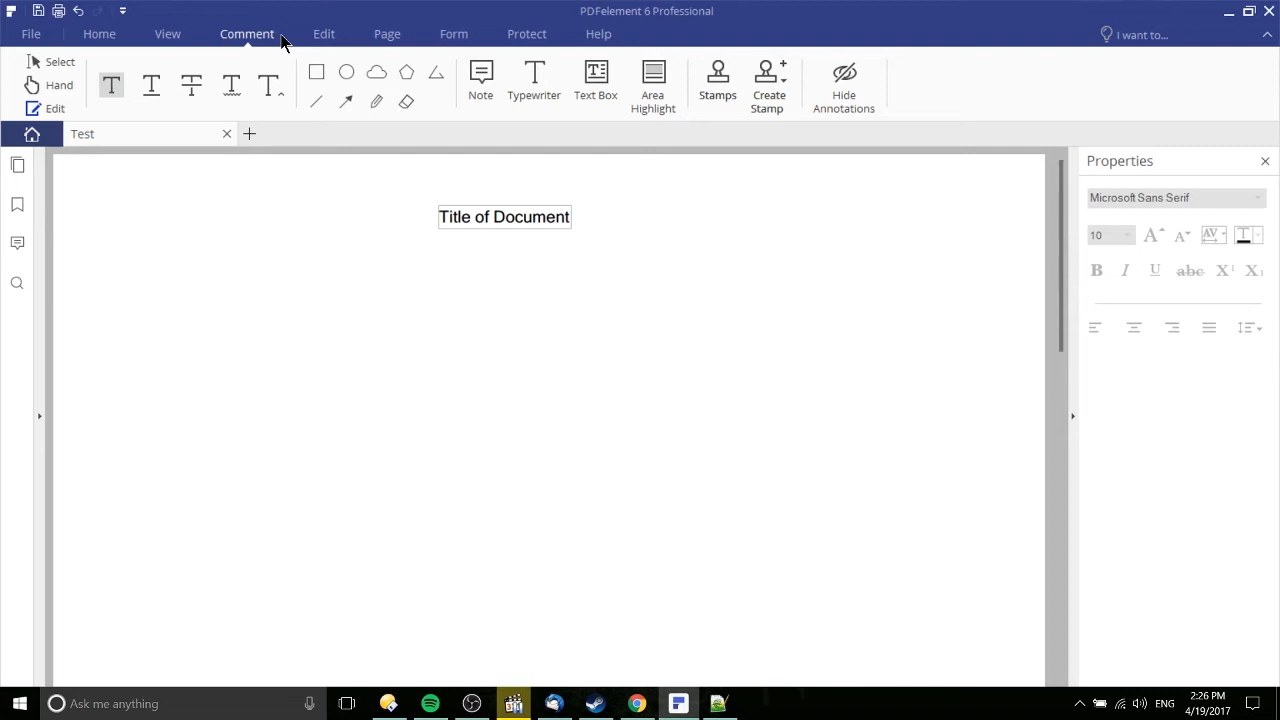 PDFelement 6 Professional
File Home View Comment Edit Page Form Protect Help I want to...
Select
Hand
Edit
Note Typewriter Text Box Area Highlight Stamps Create Stamp Hide Annotations
Test
Properties
Microsoft Sans Serif
10
Title of Document
Ask me anything
ENG
2:26 PM
4/19/2017